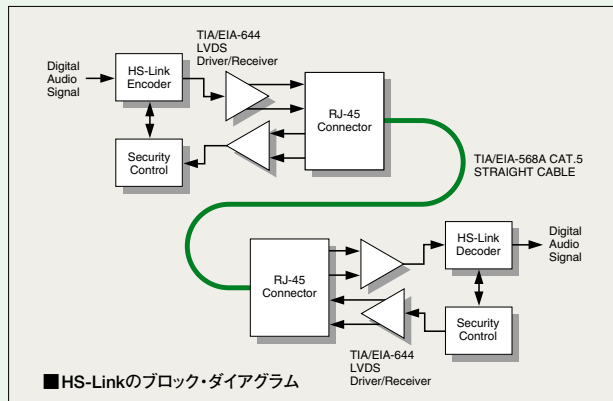 TIA/EIA-644
LVDS
Driver/Receiver
Digital
Audio
Signal
HS-Link
Encoder
RJ-45
Connector
Security
Control
TIA/EIA-568A CAT.5
STRAIGHT CABLE
RJ-45
Connector
HS-Link
Decoder
Digital
Audio
Signal
Security
Control
TIA/EIA-644
LVDS
Driver/Receiver
■HS-Linkのブロック・ダイアグラム